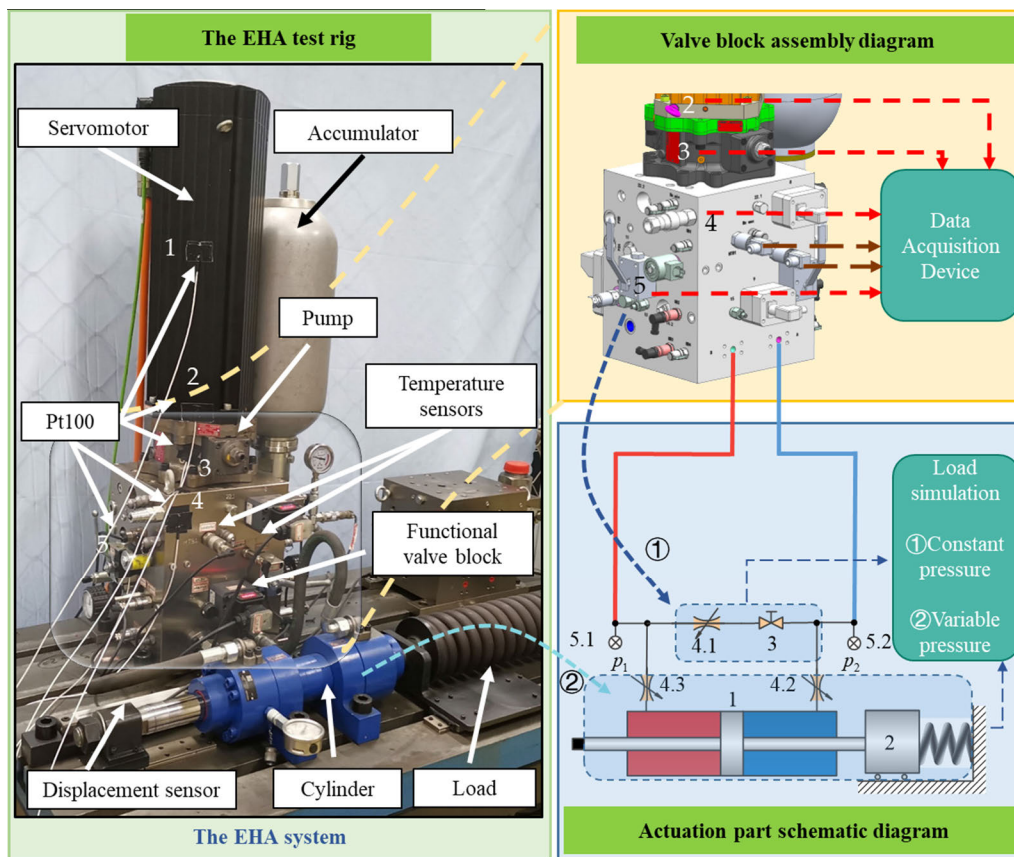 The EHA test rig
Servomotor
Accumulator
1
Pump
2
Temperature
sensors
Pt100
3
4
5
Functional
valve block
Displacement sensor
Cylinder
Load
The EHA system
Valve block assembly diagram
2
3
4
5
Data
Acquisition
Device
①
Load
simulation
①Constant
pressure
②Variable
pressure
5.1
p1
4.1
3
5.2
p2
②
4.3
1
4.2
2
Actuation part schematic diagram